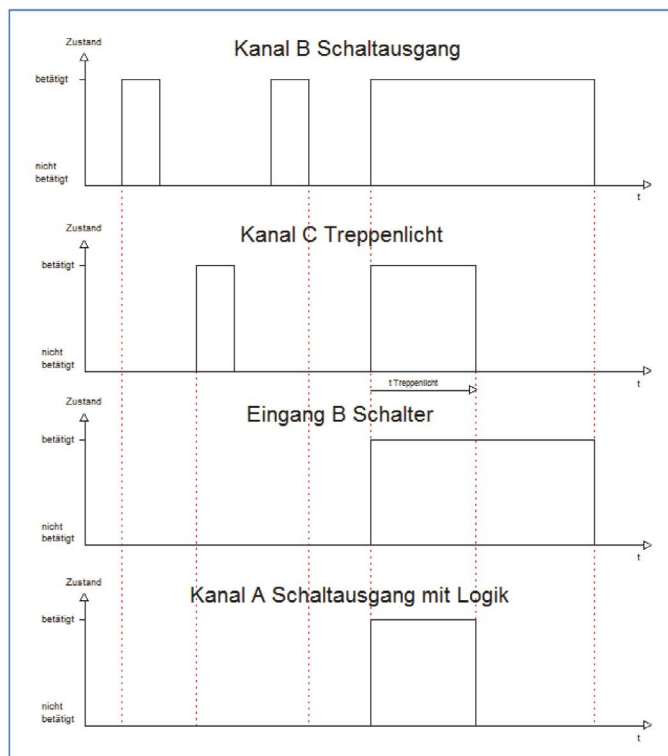 Kanal B Schaltausgang
Zustand
betätigt
nicht
betätigt
t
Kanal C Treppenlicht
Zustand
betätigt
nicht
betätigt
t
t Treppenlicht
Eingang B Schalter
Zustand
betätigt
nicht
betätigt
t
Kanal A Schaltausgang mit Logik
Zustand
betätigt
nicht
betätigt
t